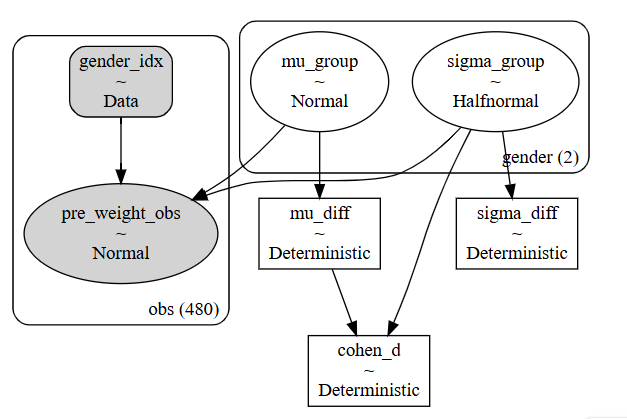 gender_idx
~
Data
mu_group
~
Normal
sigma_group
~
Halfnormal
gender (2)
pre_weight_obs
~
Normal
obs (480)
mu_diff
~
Deterministic
sigma_diff
~
Deterministic
cohen_d
~
Deterministic